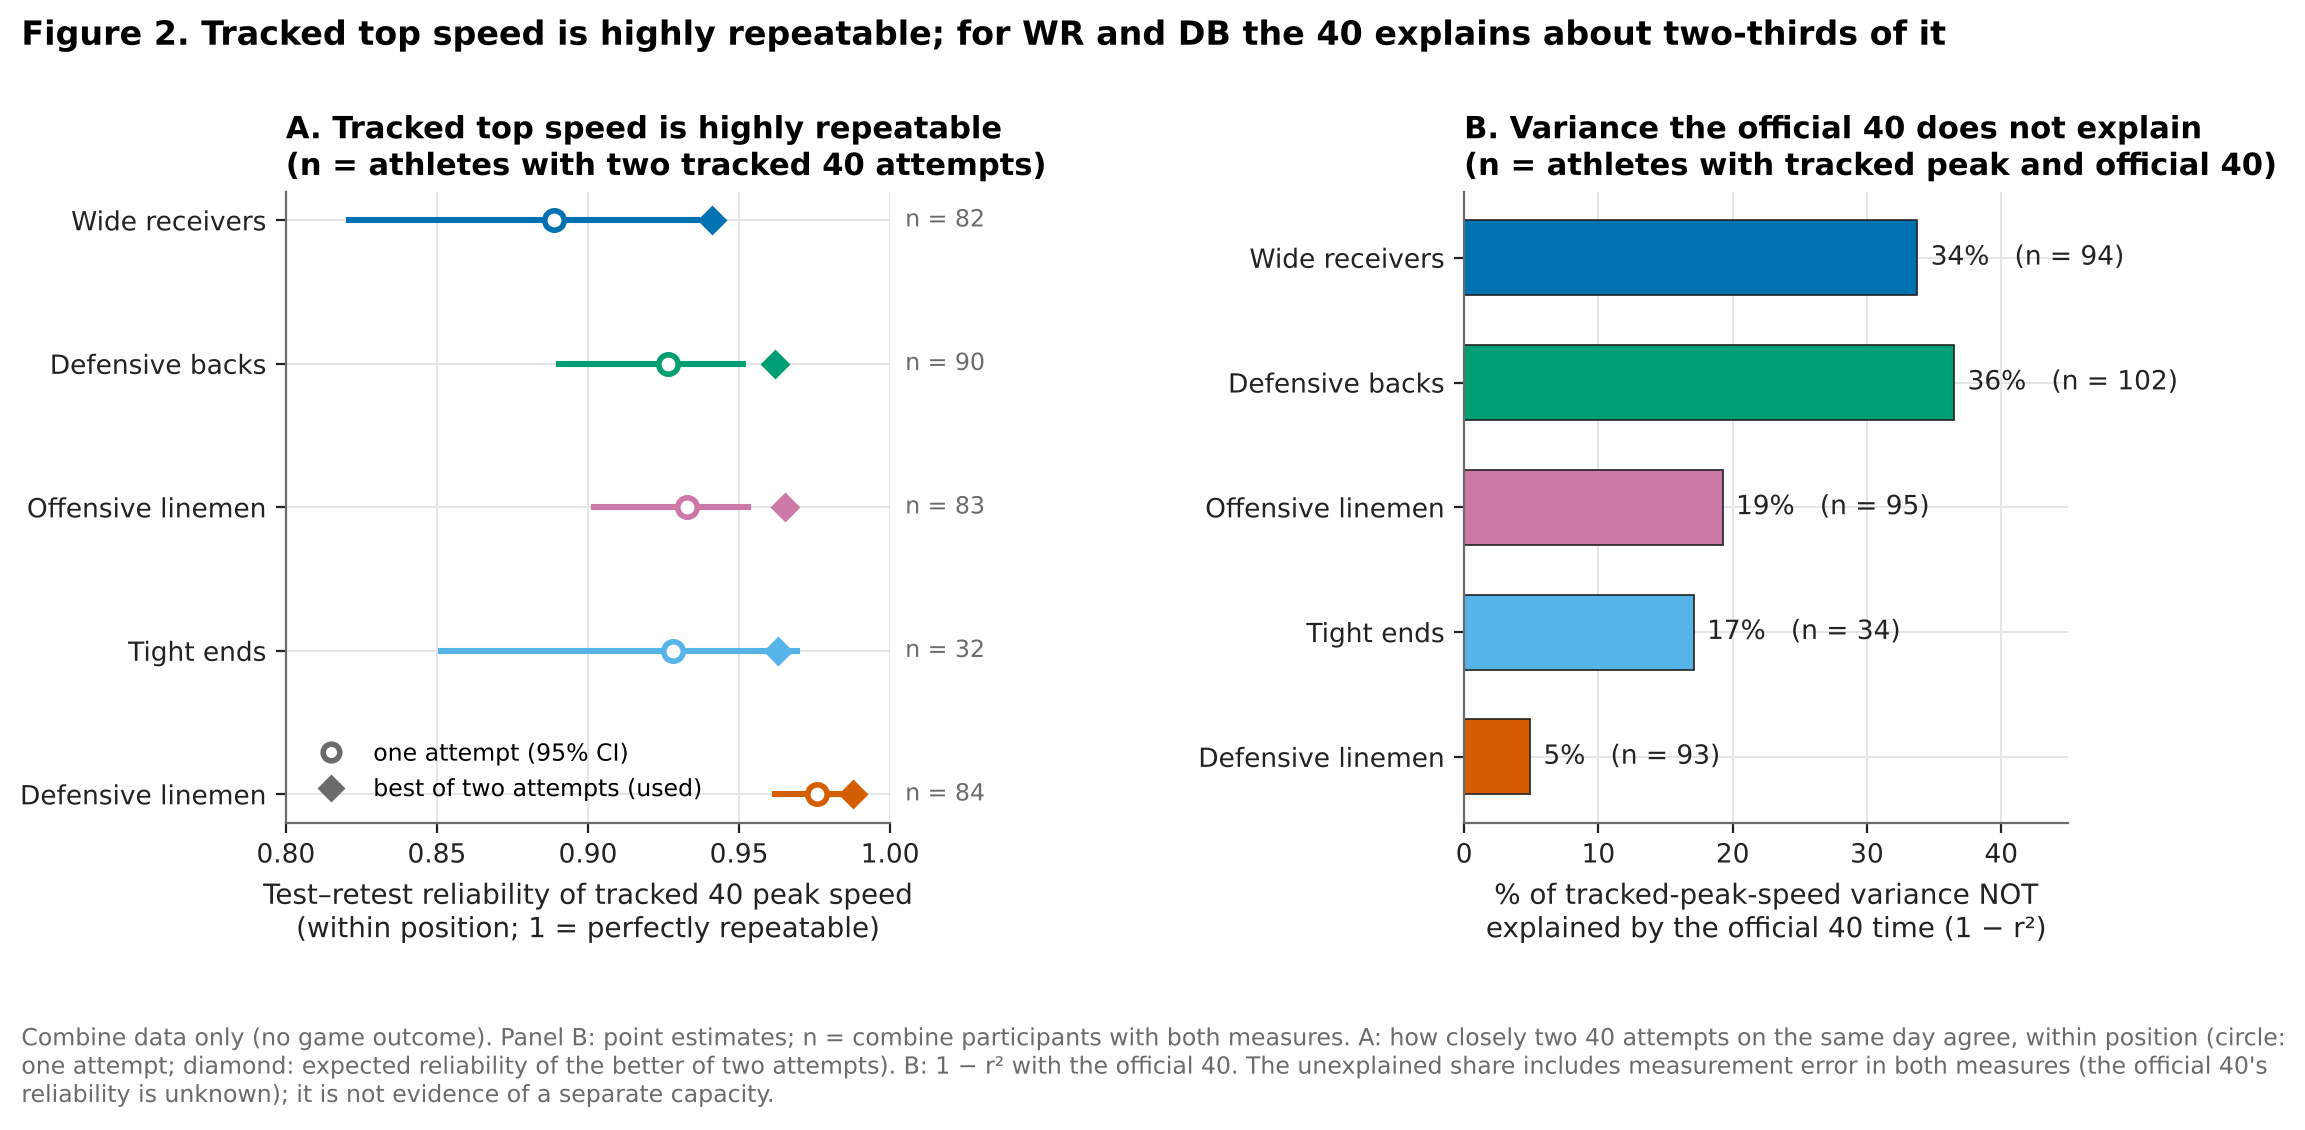 Figure 2. Tracked top speed is highly repeatable; for WR and DB the 40 explains about two-thirds of it
A. Tracked top speed is highly repeatable
(n = athletes with two tracked 40 attempts)
Wide receivers
n = 82
Defensive backs
n = 90
Offensive linemen
n = 83
Tight ends
n = 32
one attempt (95% CI)
best of two attempts (used)
Defensive linemen
n = 84
0.80 0.85 0.90 0.95 1.00
Test–retest reliability of tracked 40 peak speed
(within position; 1 = perfectly repeatable)
B. Variance the official 40 does not explain
(n = athletes with tracked peak and official 40)
Wide receivers
34% (n = 94)
Defensive backs
36% (n = 102)
Offensive linemen
19% (n = 95)
Tight ends
17% (n = 34)
Defensive linemen
5% (n = 93)
0 10 20 30 40
% of tracked-peak-speed variance NOT
explained by the official 40 time (1 − r²)
Combine data only (no game outcome). Panel B: point estimates; n = combine participants with both measures. A: how closely two 40 attempts on the same day agree, within position (circle:
one attempt; diamond: expected reliability of the better of two attempts). B: 1 − r² with the official 40. The unexplained share includes measurement error in both measures (the official 40's
reliability is unknown); it is not evidence of a separate capacity.